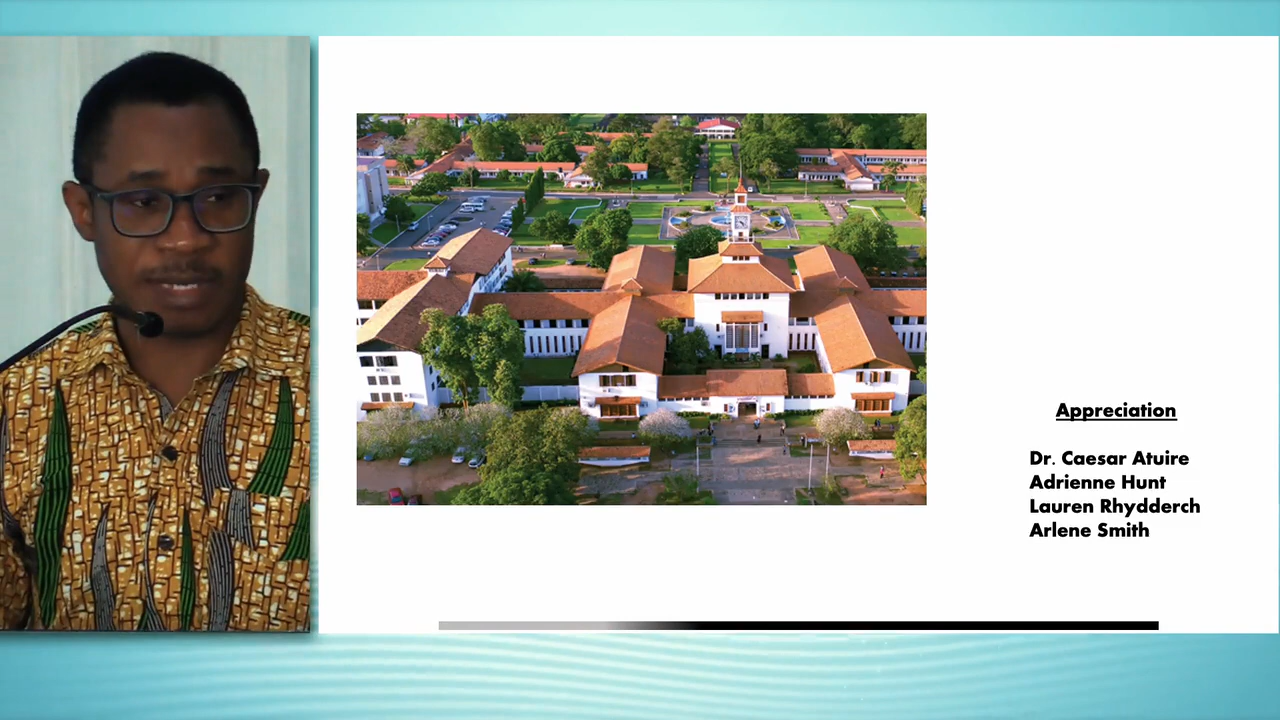 Appreciation
Dr. Caesar Atuire
Adrienne Hunt
Lauren Rhydderch
Arlene Smith